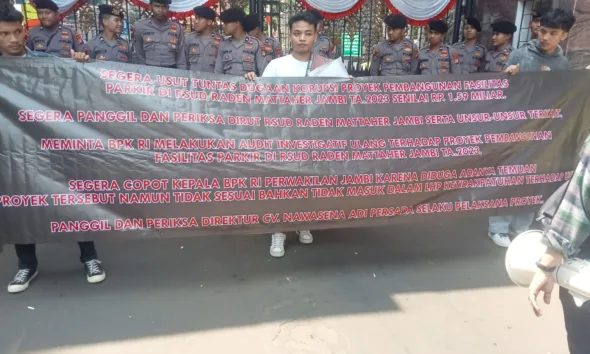 SEGERA USUT TUNTAS DUGAAN KORUPSI PROYEK PEMBANGUNAN FASILITAS
PARKIR DI RSUD RADEN MATTAHER JAMBI TA 2023 SENILAI RP. 1.57 MILIAR.
SEGERA PANGGIL DAN PERIKSA DIRUT RSUD RADEN MATTAHER JAMBI SERTA UNSUR-UNSUR TERKAIT.
MEMINTA BPK RI MELAKUKAN AUDIT INVESTIGATIF ULANG TERHADAP PROYEK PEMBANGUNAN
FASILITAS PARKIR DI RSUD RADEN MATTAHER JAMBI TA.2023.
SEGERA COPOT KEPALA BPK RI PERWAKILAN JAMBI KARENA DIDUGA ADANYA TEMUAN
PROYEK TERSEBUT NAMUN TIDAK SESUAI BAHKAN TIDAK MASUK DALAM LHP KETIDAKPATUHAN TERHADAP
PANGGIL DAN PERIKSA DIREKTUR CV. NAWASENA ADI PERSADA SELAKU PELAKSANA PROYEK.